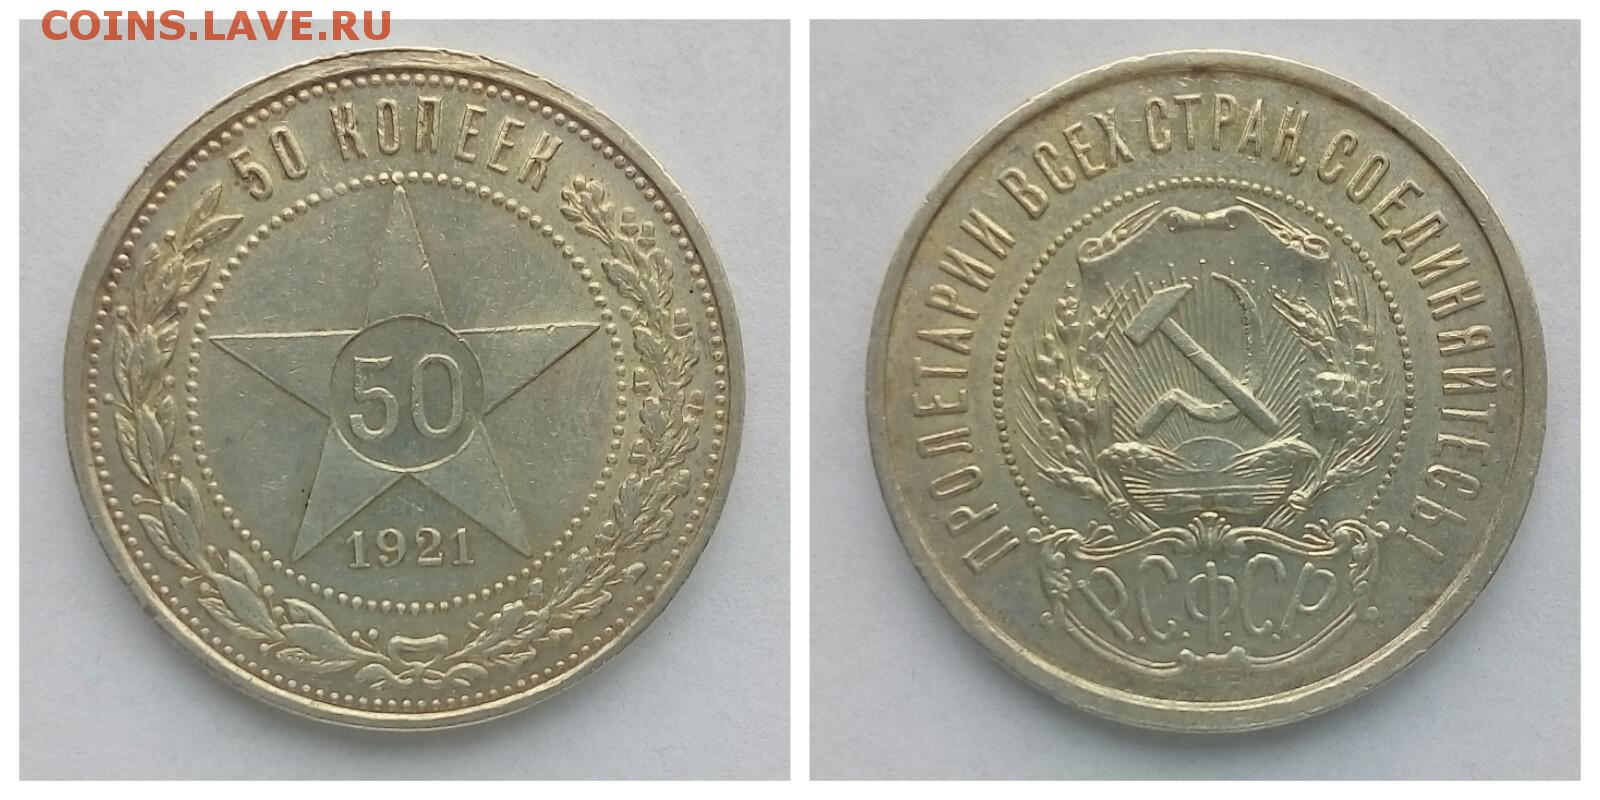 COINS.LAVE.RU
50 КОПЕЕК
50
1921
ПРОЛЕТАРИИ ВСЕХ СТРАН, СОЕДИНЯЙТЕСЬ!
Р.С.Ф.С.Р.